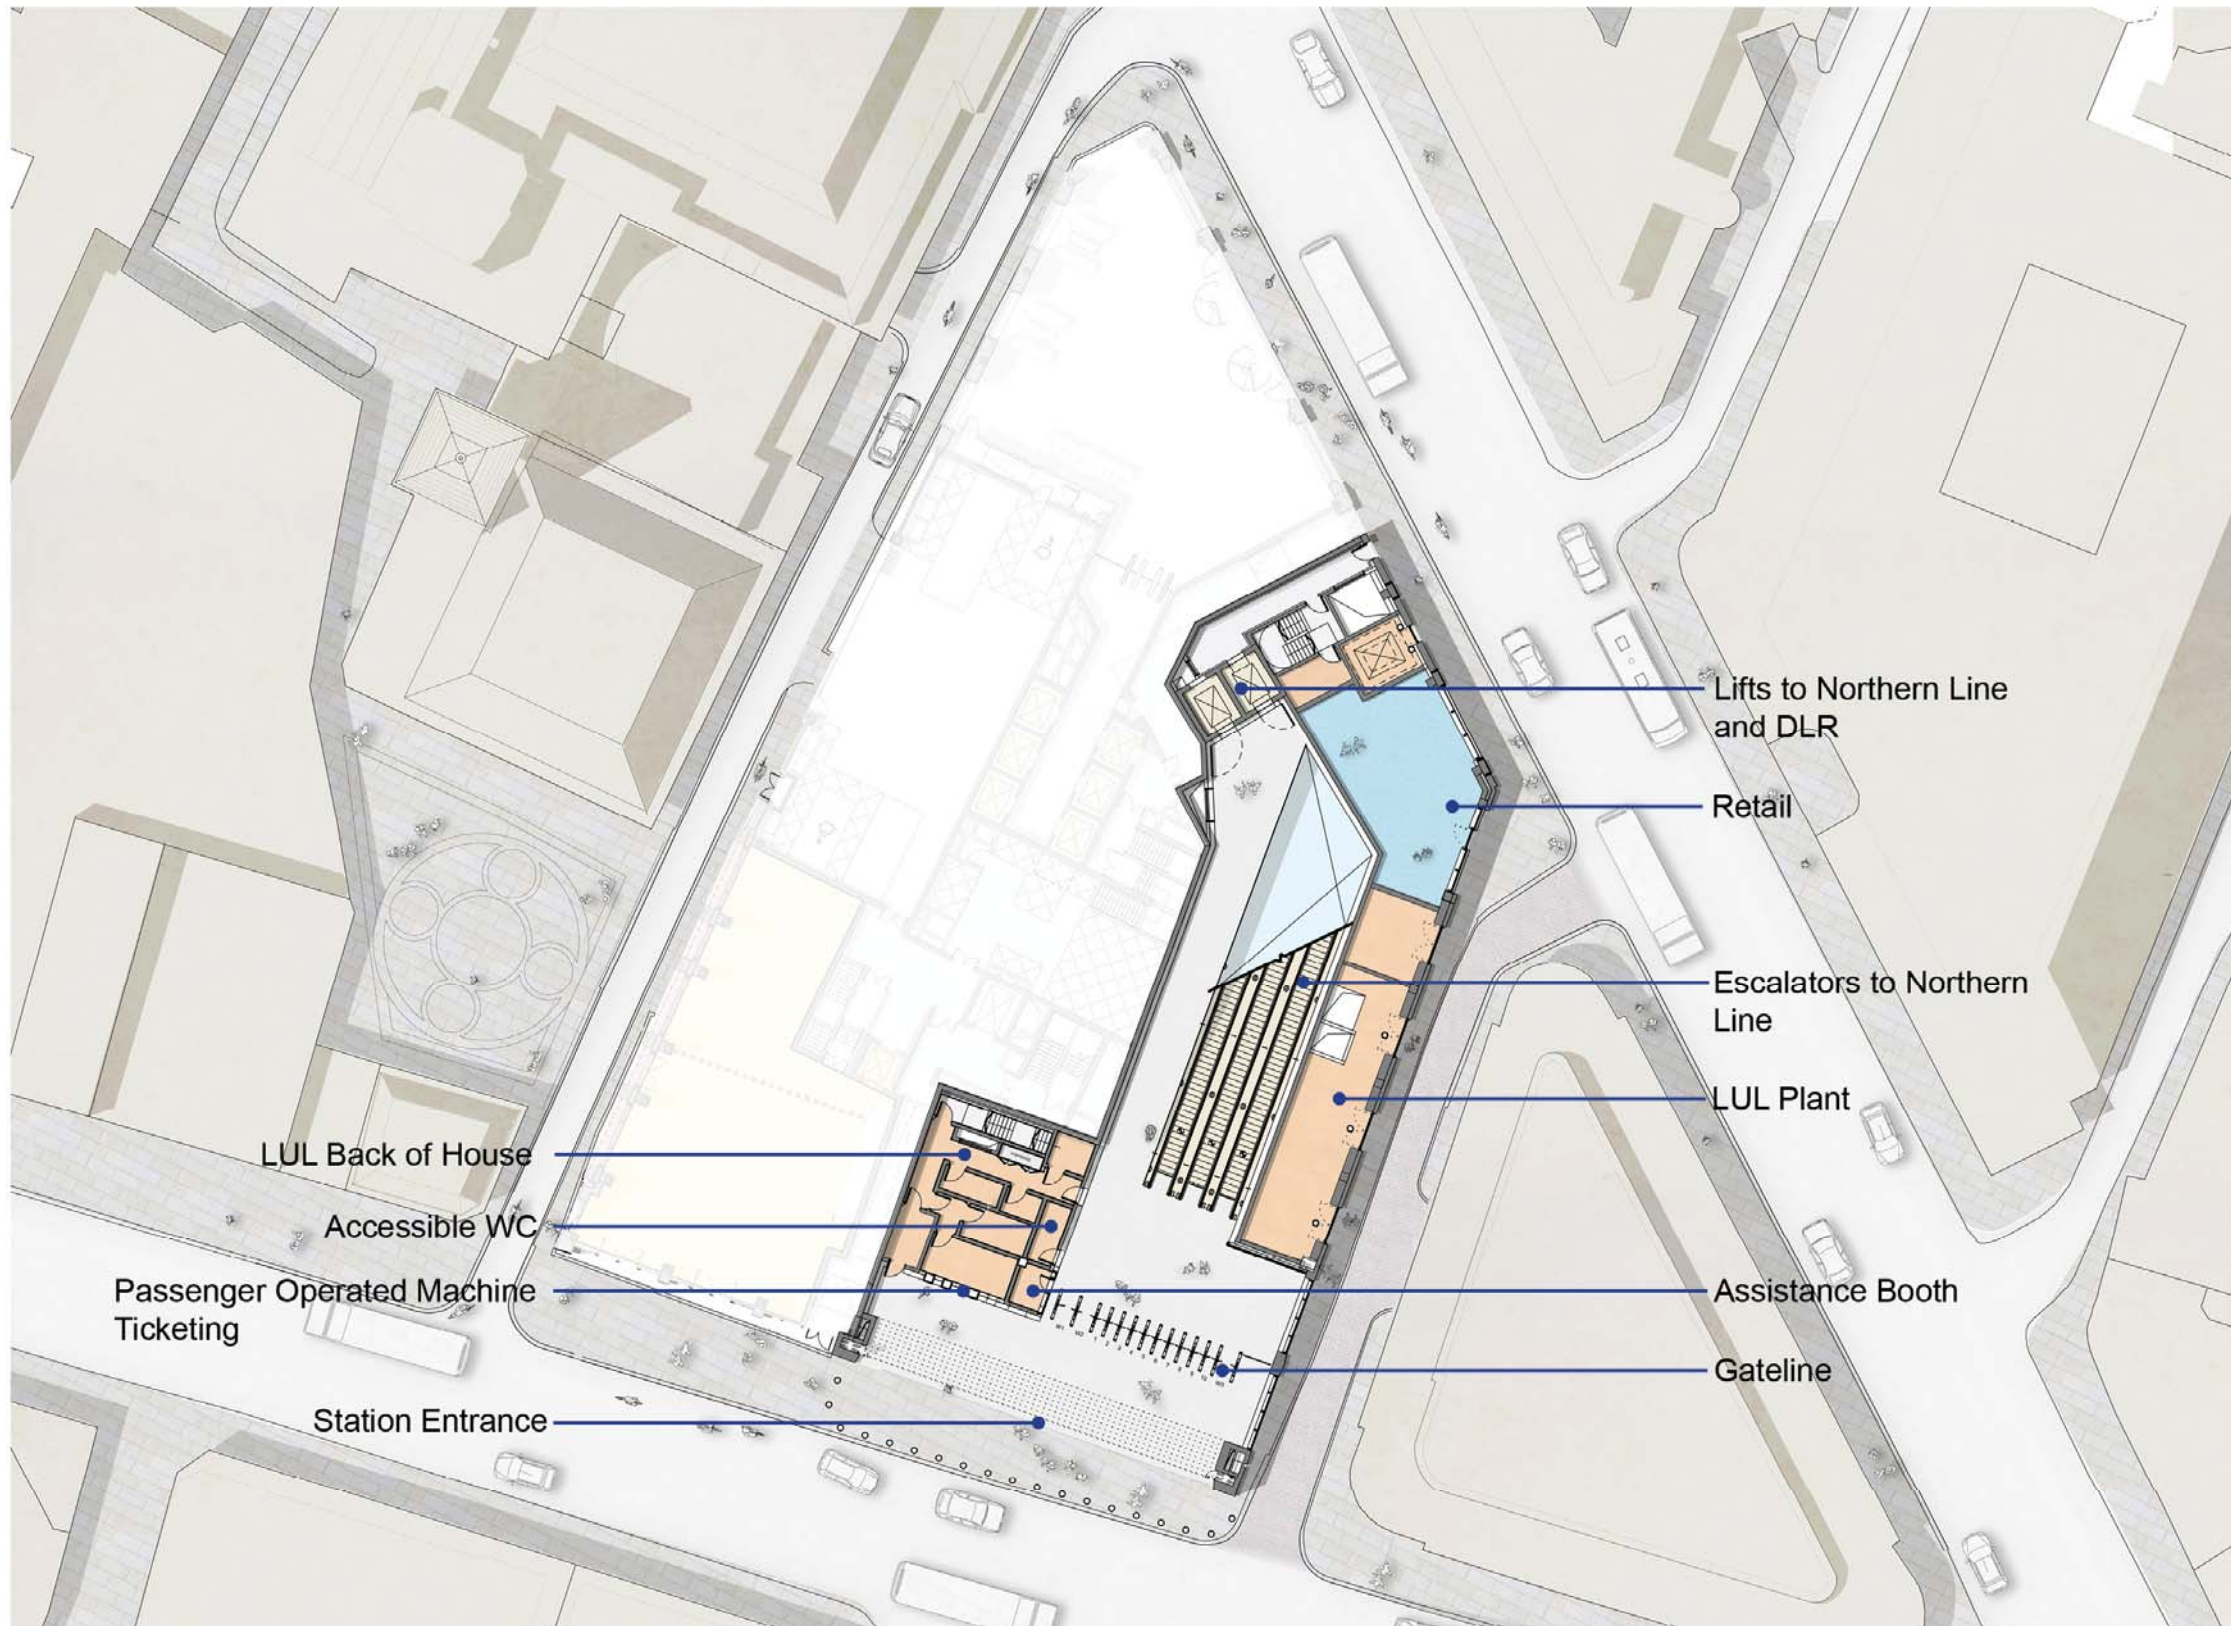 Lifts to Northern Line
and DLR
Retail
Escalators to Northern
Line
LUL Plant
LUL Back of House
Accessible WC
Passenger Operated Machine
Ticketing
Assistance Booth
Gateline
Station Entrance